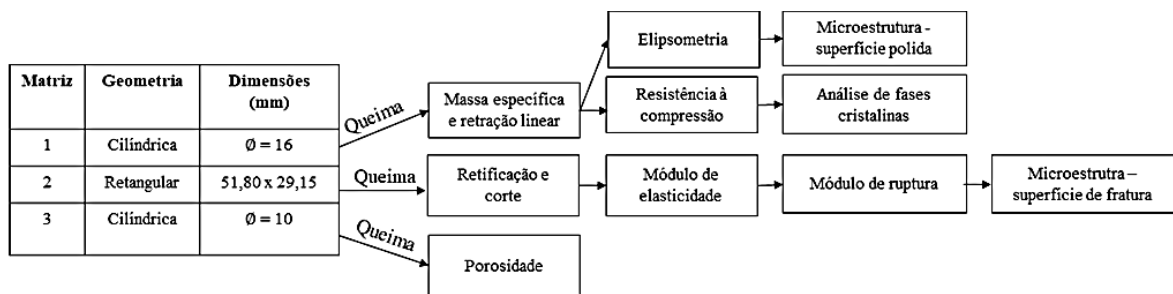 Matriz
Geometria
Dimensões
(mm)
1
Cilíndrica
Ø = 16
2
Retangular
51,80 x 29,15
3
Cilíndrica
Ø = 10
Queima
Massa específica
e retração linear
Elipsometria
Microestrutura -
superfície polida
Resistência à
compressão
Análise de fases
cristalinas
Queima
Retificação e
corte
Módulo de
elasticidade
Módulo de ruptura
Microestrutra –
superfície de fratura
Queima
Porosidade